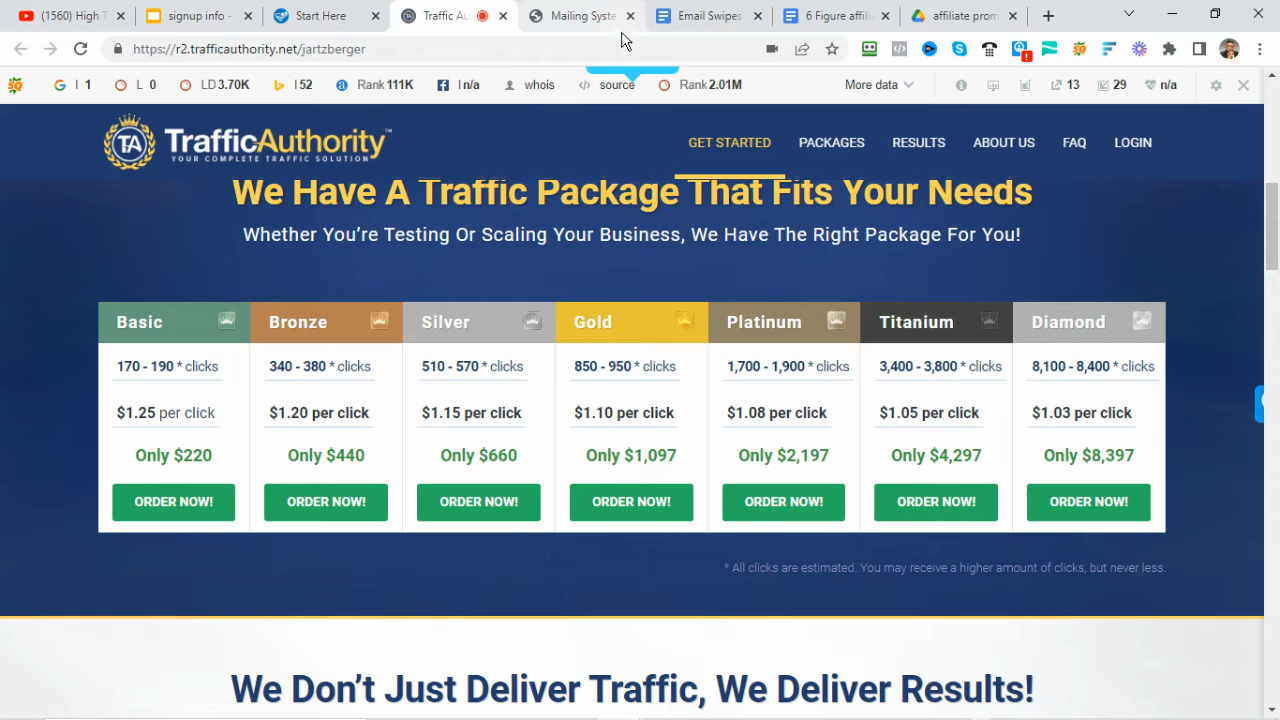 (1560) High T
signup info -
Start Here
Traffic Au
Mailing Syste
Email Swipes
6 Figure affili
affiliate prom
https://r2.trafficauthority.net/jartzberger
I 1
L 0
LD 3.70K
I 52
Rank 111K
I n/a
whois
source
Rank 2.01M
More data
13
29
n/a
TA
TrafficAuthority™
YOUR COMPLETE TRAFFIC SOLUTION
GET STARTED
PACKAGES
RESULTS
ABOUT US
FAQ
LOGIN
We Have A Traffic Package That Fits Your Needs
Whether You're Testing Or Scaling Your Business, We Have The Right Package For You!
Basic
Bronze
Silver
Gold
Platinum
Titanium
Diamond
170 - 190 * clicks
340 - 380 * clicks
510 - 570 * clicks
850 - 950 * clicks
1,700 - 1,900 * clicks
3,400 - 3,800 * clicks
8,100 - 8,400 * clicks
$1.25 per click
$1.20 per click
$1.15 per click
$1.10 per click
$1.08 per click
$1.05 per click
$1.03 per click
Only $220
Only $440
Only $660
Only $1,097
Only $2,197
Only $4,297
Only $8,397
ORDER NOW!
ORDER NOW!
ORDER NOW!
ORDER NOW!
ORDER NOW!
ORDER NOW!
ORDER NOW!
* All clicks are estimated. You may receive a higher amount of clicks, but never less.
We Don't Just Deliver Traffic, We Deliver Results!